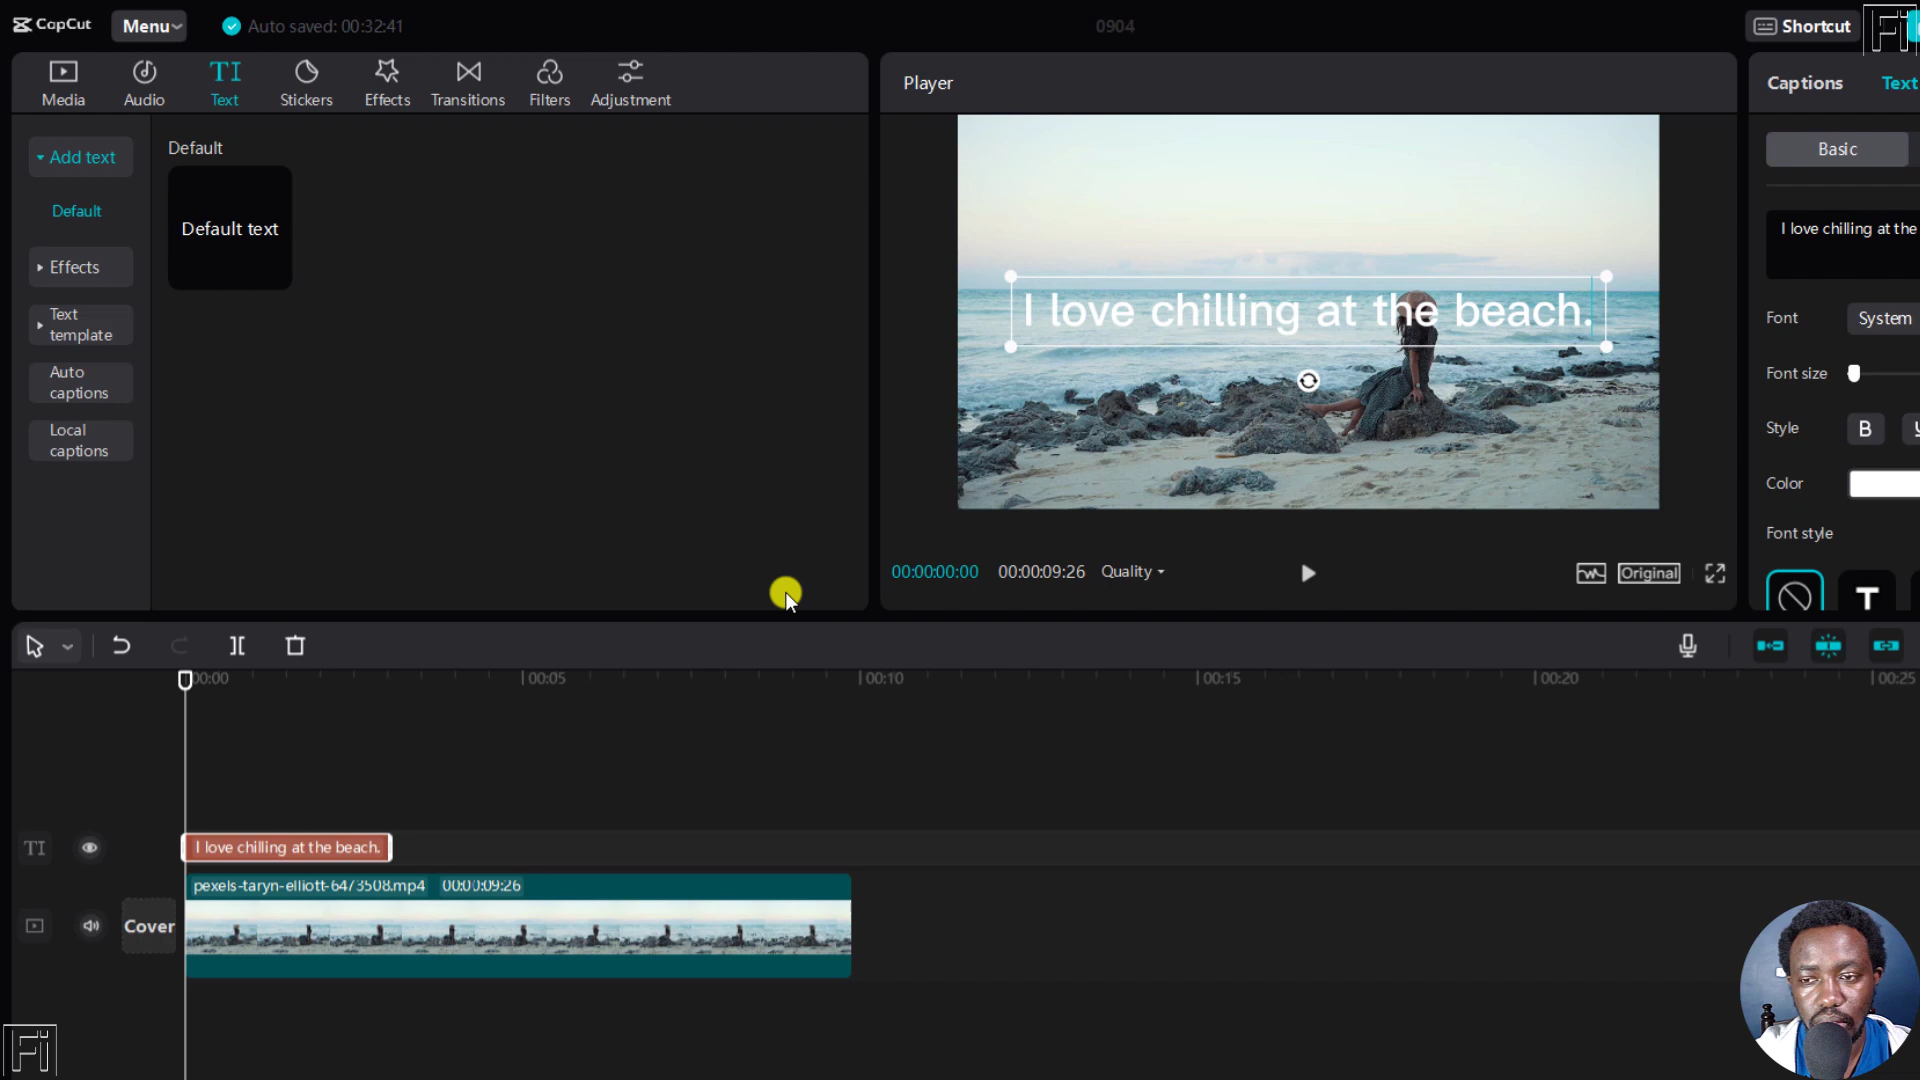 CapCut
Menu
Auto saved: 00:32:41
0904
Shortcut
Fi
Media
Audio
TI
Text
Stickers
Effects
Transitions
Filters
Adjustment
Player
Captions
Text
Add text
Default
Effects
Text
template
Auto
captions
Local
captions
Default
Default text
I love chilling at the beach.
Basic
I love chilling at the
Font
System
Font size
Style
B
U
Color
Font style
T
00:00:00:00
00:00:09:26
Quality
Original
00:00
00:05
00:10
00:15
00:20
00:25
TI
I love chilling at the beach.
pexels-taryn-elliott-6473508.mp4
00:00:09:26
Cover
Fi